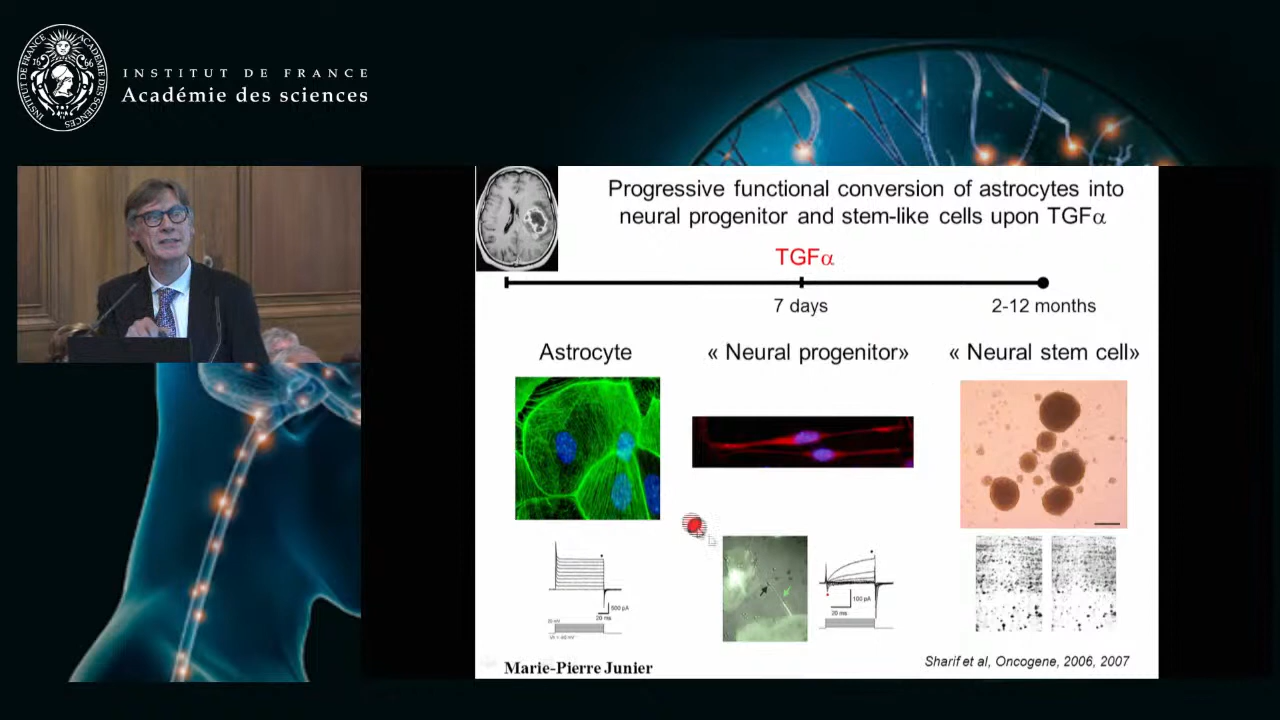 INSTITUT DE FRANCE
Académie des sciences
Progressive functional conversion of astrocytes into
neural progenitor and stem-like cells upon TGFα
TGFα
7 days
2-12 months
Astrocyte
« Neural progenitor»
« Neural stem cell»
500 pA
20 ms
100 pA
20 ms
Marie-Pierre Junier
Sharif et al, Oncogene, 2006, 2007